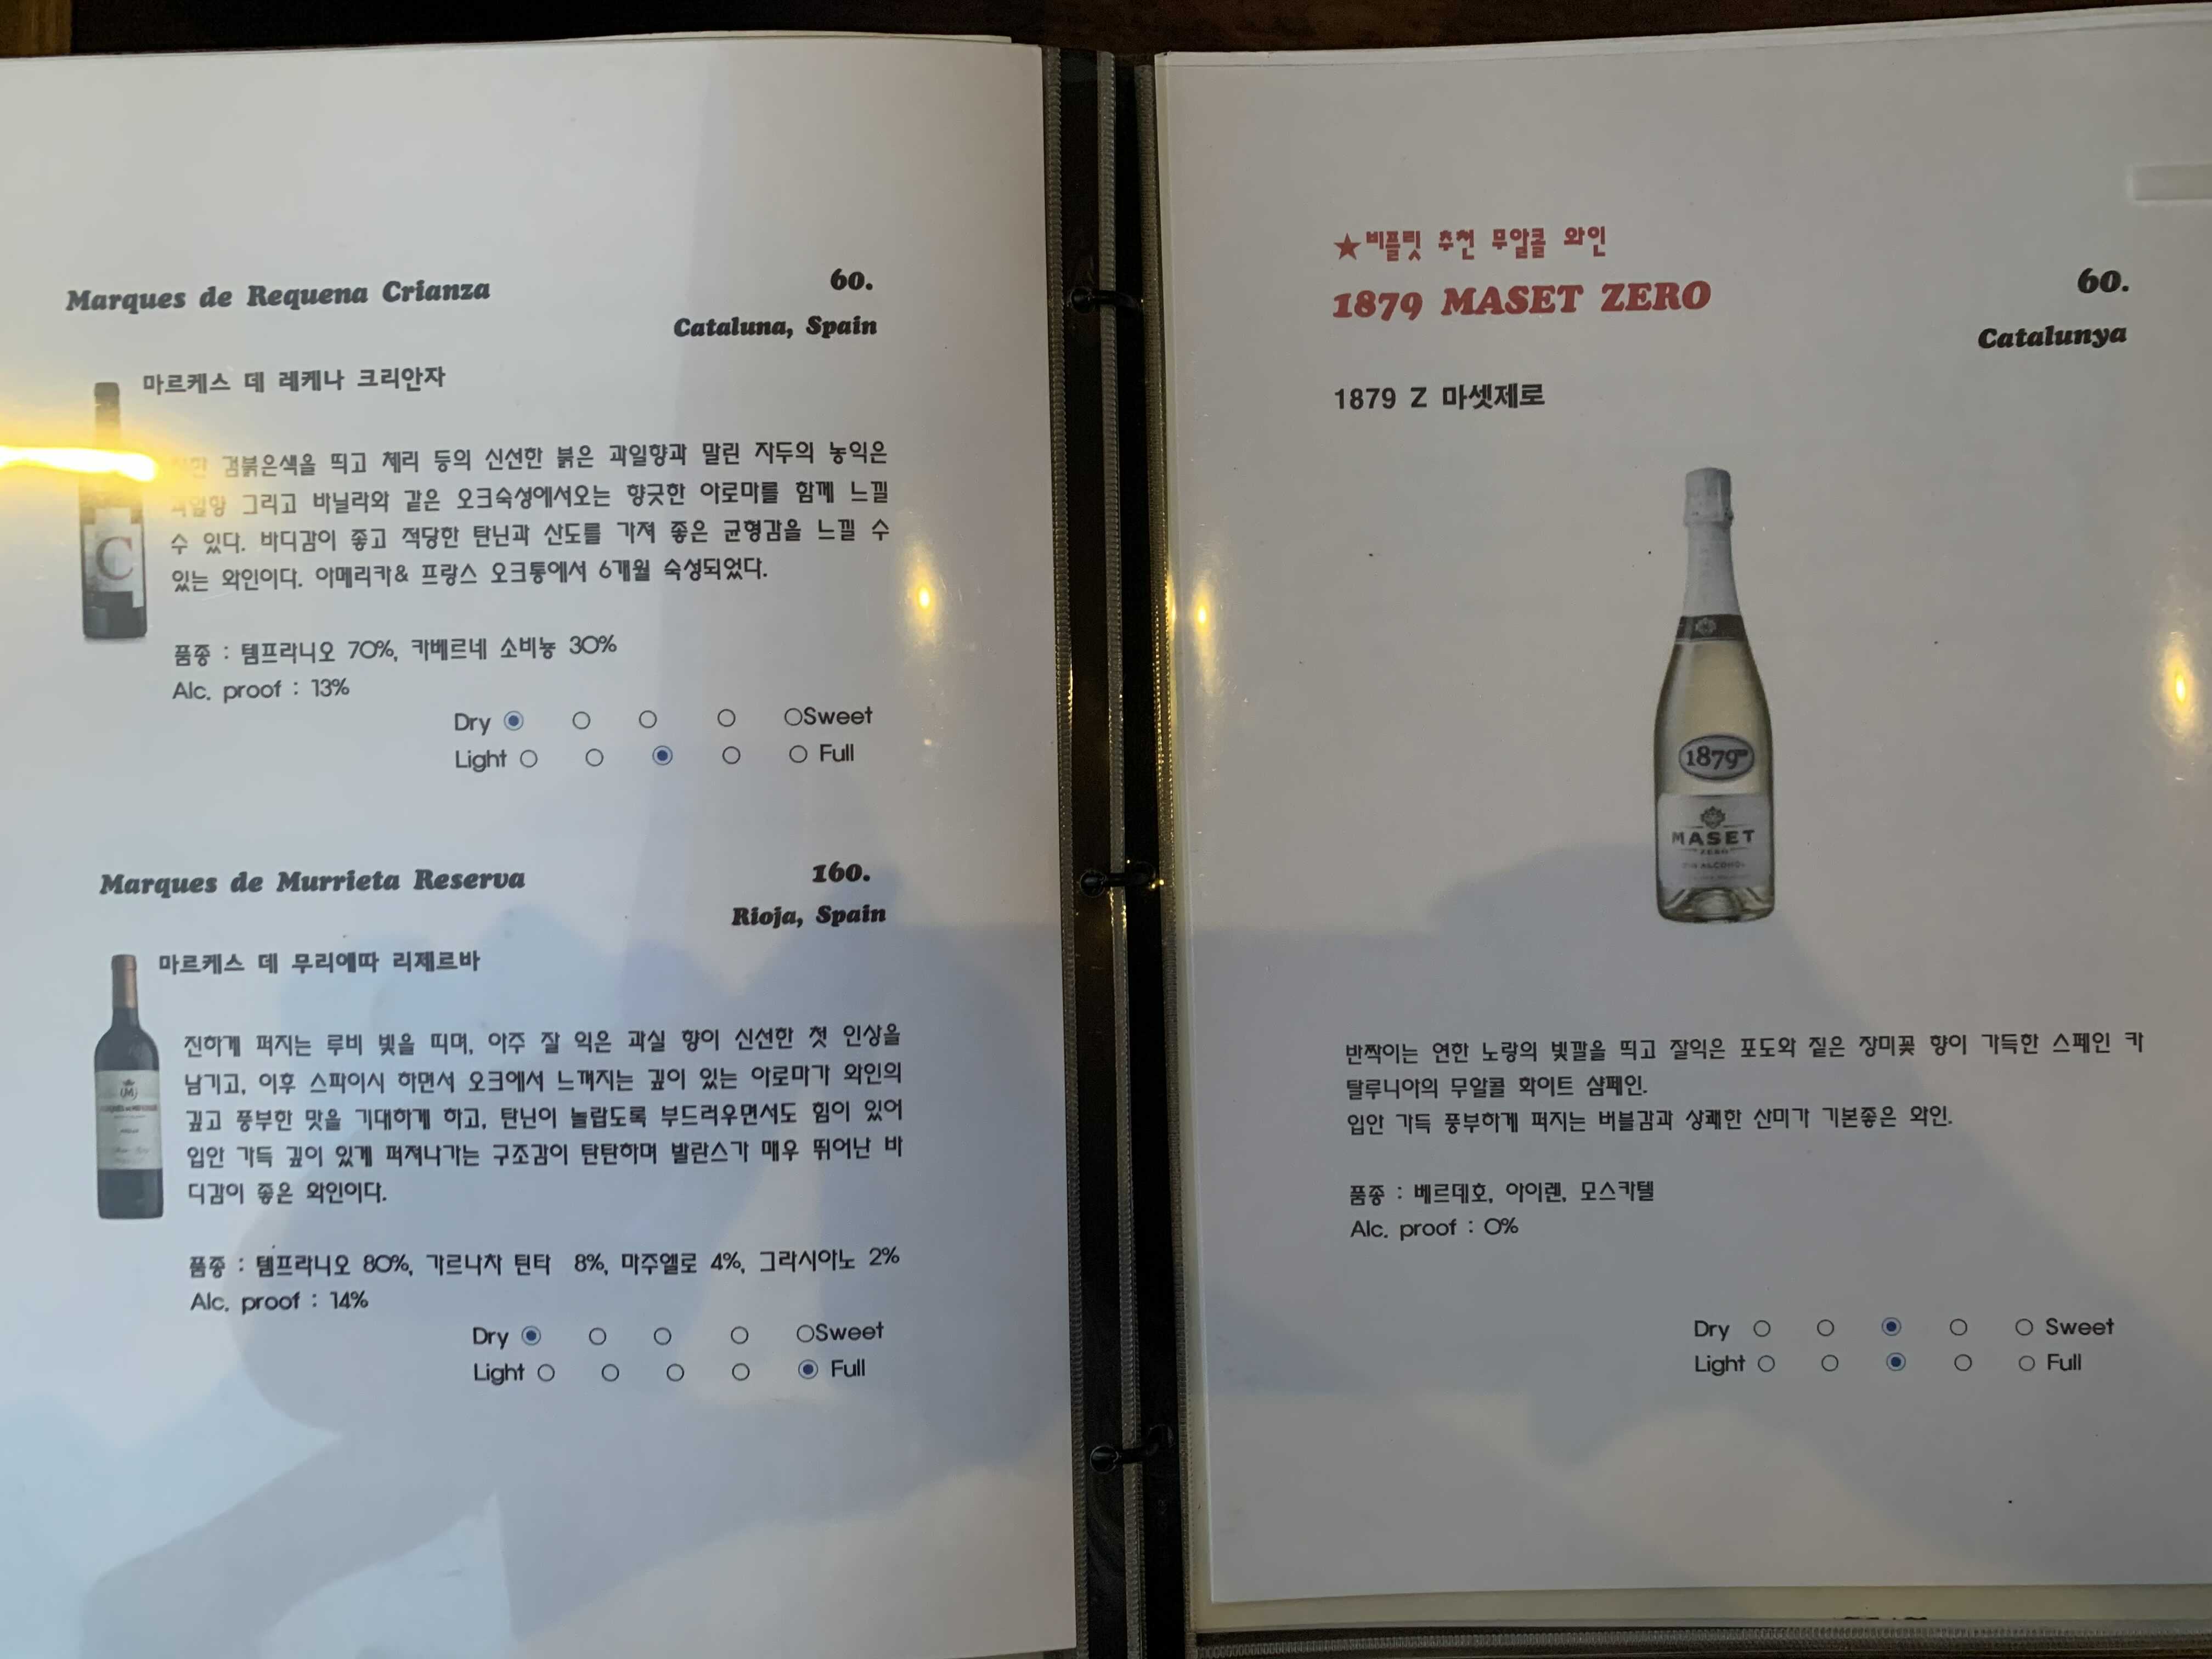 Marques de Requena Crianza
60.
Cataluna, Spain
마르케스 데 레케나 크리안자
검붉은색을 띄고 체리 등의 신선한 붉은 과일향과 말린 자두의 농익은
과일향 그리고 바닐라와 같은 오크숙성에서오는 향긋한 아로마를 함께 느낄
수 있다. 바디감이 좋고 적당한 탄닌과 산도를 가져 좋은 균형감을 느낄 수
있는 와인이다. 아메리카& 프랑스 오크통에서 6개월 숙성되었다.
품종 : 템프라니오 70%, 카베르네 소비뇽 30%
Alc. proof : 13%
Dry Sweet
Light Full
C
Marques de Murrieta Reserva
160.
Rioja, Spain
마르케스 데 무리에따 리제르바
진하게 퍼지는 루비 빛을 띠며, 아주 잘 익은 과실 향이 신선한 첫 인상을
남기고, 이후 스파이시 하면서 오크에서 느껴지는 깊이 있는 아로마가 와인의
깊고 풍부한 맛을 기대하게 하고, 탄닌이 놀랍도록 부드러우면서도 힘이 있어
입안 가득 깊이 있게 퍼져나가는 구조감이 탄탄하며 발란스가 매우 뛰어난 바
디감이 좋은 와인이다.
품종 : 템프라니오 80%, 가르나차 틴타 8%, 마주엘로 4%, 그라시아노 2%
Alc. proof : 14%
Dry Sweet
Light Full
★비플릿 추천 무알콜 와인
1879 MASET ZERO
60.
Catalunya
1879 Z 마셋제로
1879
MASET
ZERO
반짝이는 연한 노랑의 빛깔을 띄고 잘익은 포도와 짙은 장미꽃 향이 가득한 스페인 카
탈루니아의 무알콜 화이트 샴페인.
입안 가득 풍부하게 퍼지는 버블감과 상쾌한 산미가 기본좋은 와인.
품종 : 베르데호, 아이렌, 모스카텔
Alc. proof : 0%
Dry Sweet
Light Full